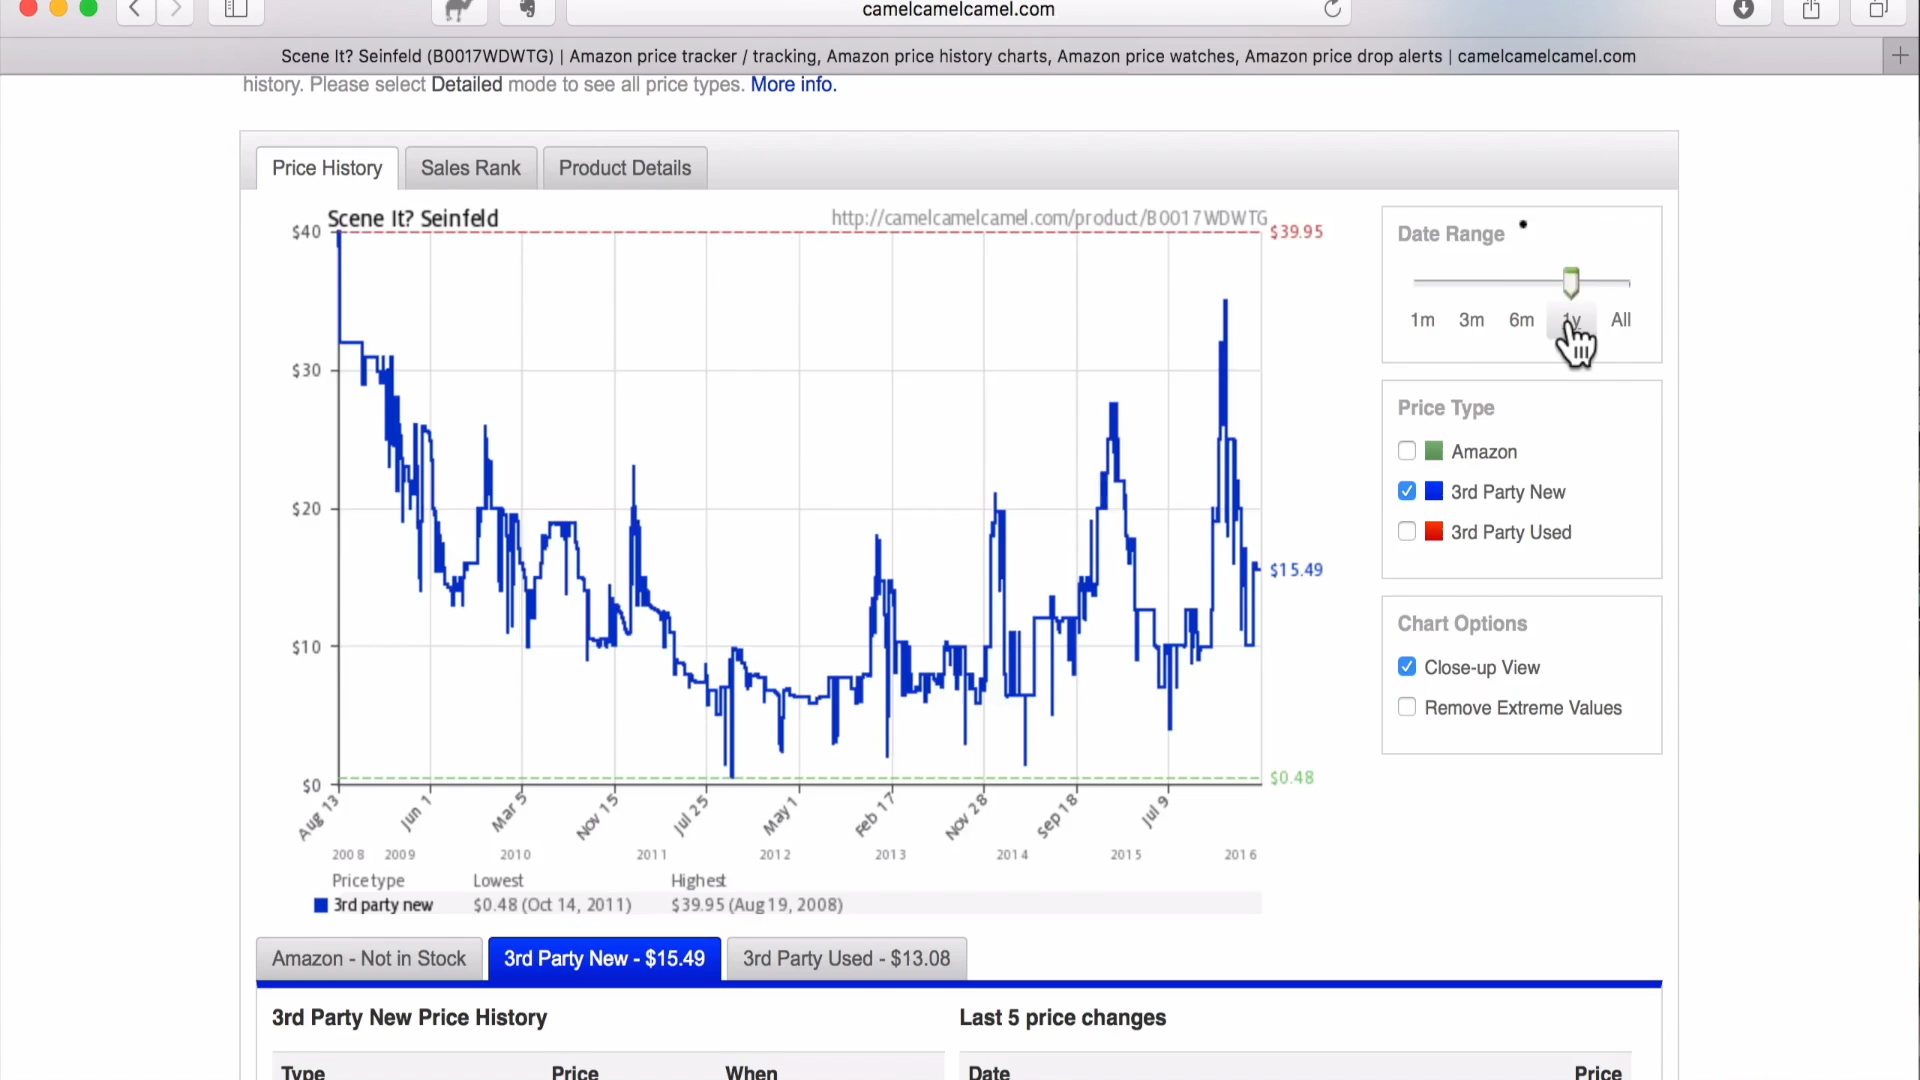 camelcamelcamel.com
Scene It? Seinfeld (B0017WDWTG) | Amazon price tracker / tracking, Amazon price history charts, Amazon price watches, Amazon price drop alerts | camelcamelcamel.com
history. Please select Detailed mode to see all price types. More info.
Price History
Sales Rank
Product Details
Scene It? Seinfeld
http://camelcamelcamel.com/product/B0017WDWTG
$40
$30
$20
$10
$0
$39.95
$15.49
$0.48
Aug 13
Jun 1
Mar 5
Nov 15
Jul 25
May 1
Feb 17
Nov 28
Sep 18
Jul 9
2008 2009 2010 2011 2012 2013 2014 2015 2016
Price type Lowest Highest
3rd party new $0.48 (Oct 14, 2011) $39.95 (Aug 19, 2008)
Date Range
1m 3m 6m 1y All
Price Type
Amazon
3rd Party New
3rd Party Used
Chart Options
Close-up View
Remove Extreme Values
Amazon - Not in Stock
3rd Party New - $15.49
3rd Party Used - $13.08
3rd Party New Price History
Type Price When
Last 5 price changes
Date Price